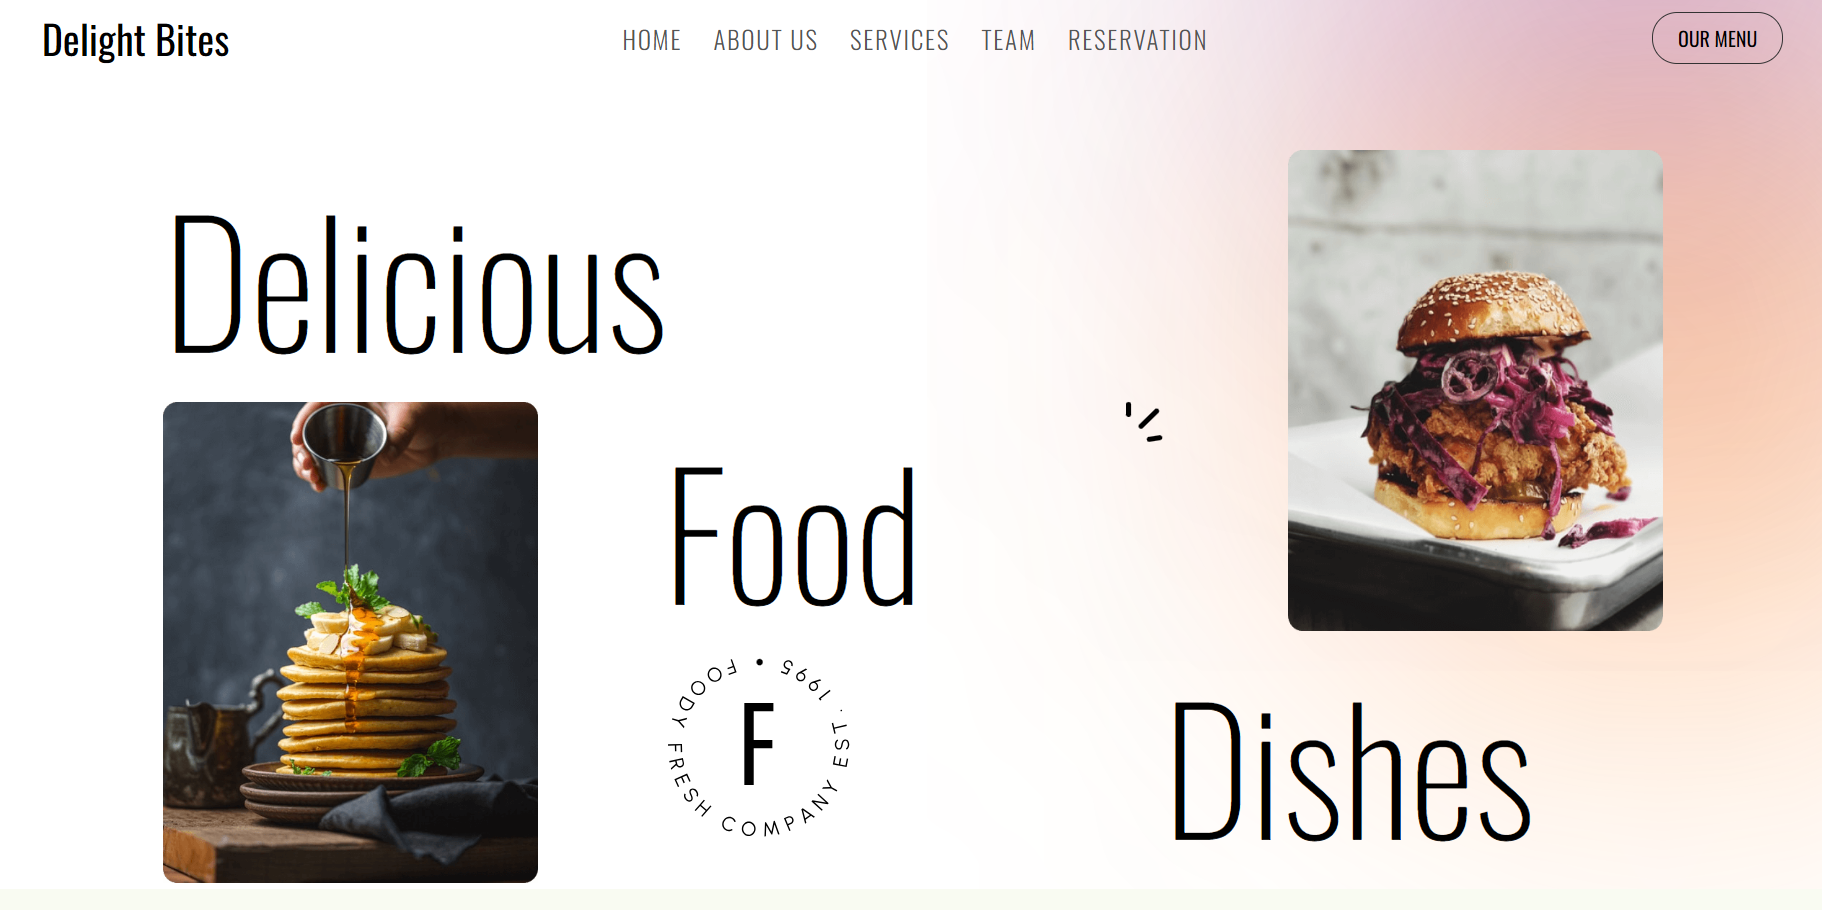 Delight Bites
HOME
ABOUT US
SERVICES
TEAM
RESERVATION
OUR MENU
Delicious
Food
FOODY FRESH COMPANY EST . 1995 •
F
Dishes